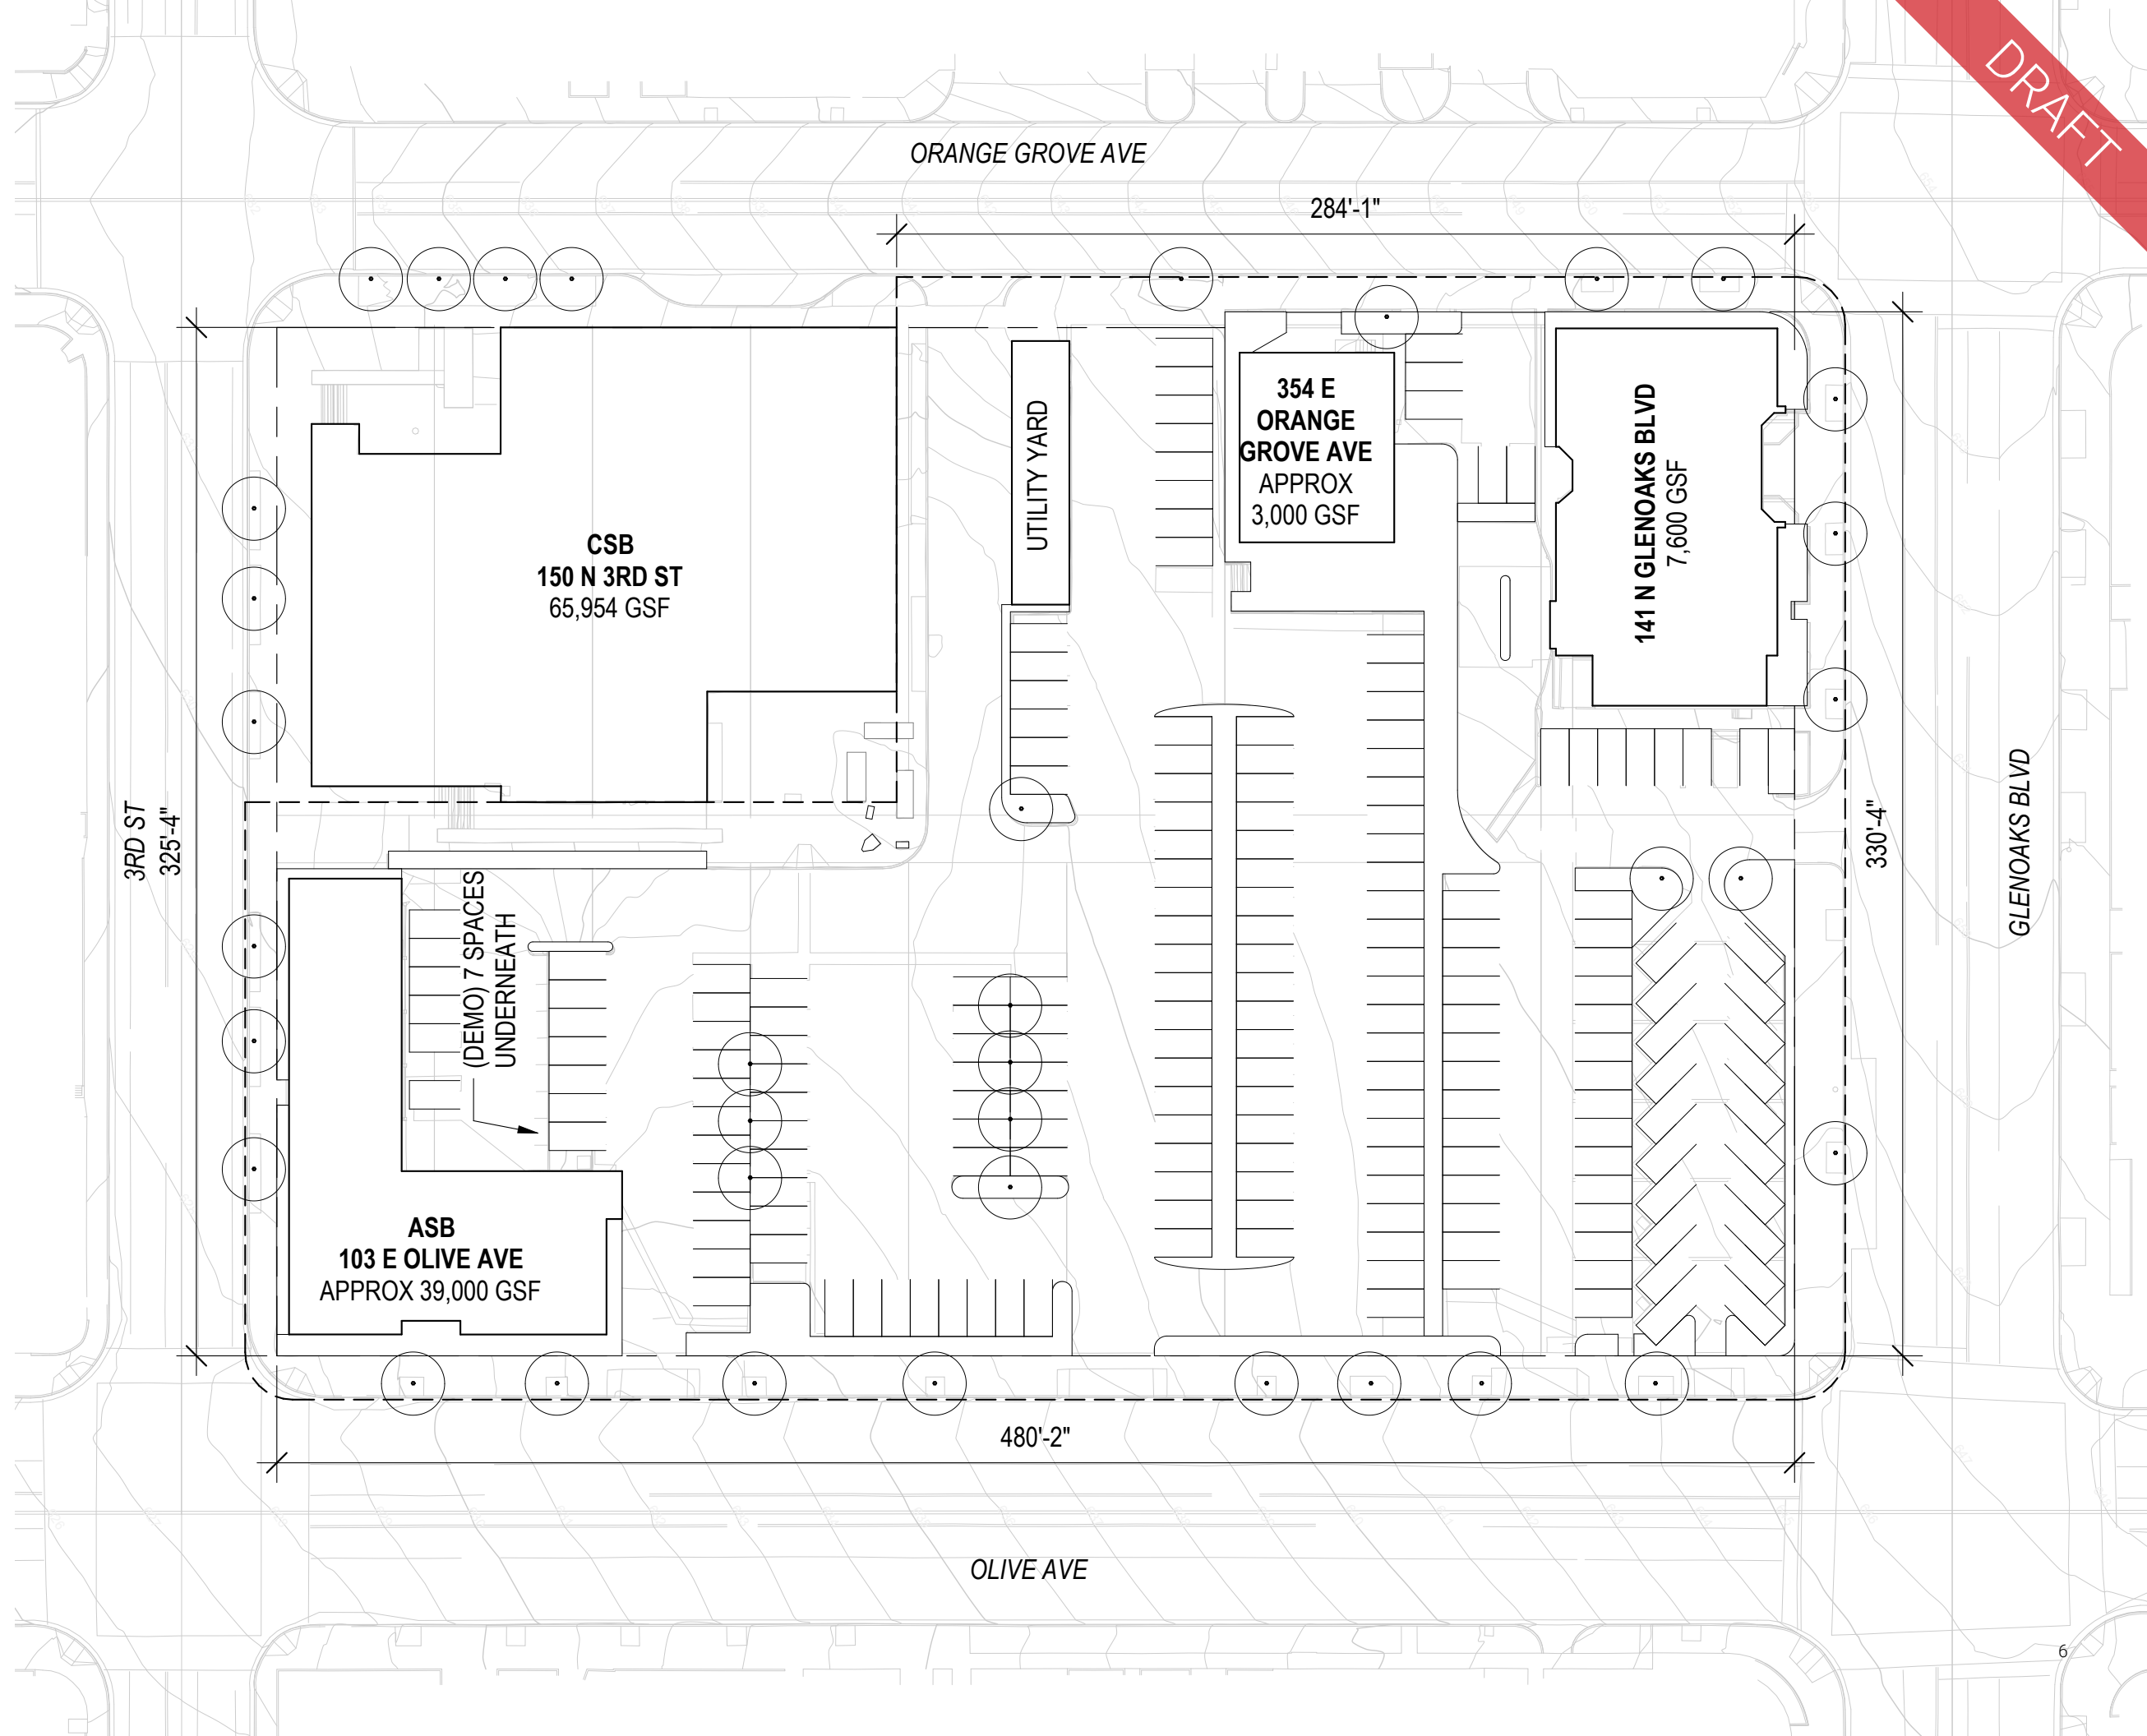 DRAFT
ORANGE GROVE AVE
284'-1"
354 E
ORANGE
GROVE AVE
APPROX
3,000 GSF
UTILITY YARD
141 N GLENOAKS BLVD
7,600 GSF
CSB
150 N 3RD ST
65,954 GSF
3RD ST
325'-4"
330'-4"
GLENOAKS BLVD
(DEMO) 7 SPACES
UNDERNEATH
ASB
103 E OLIVE AVE
APPROX 39,000 GSF
480'-2"
OLIVE AVE
6